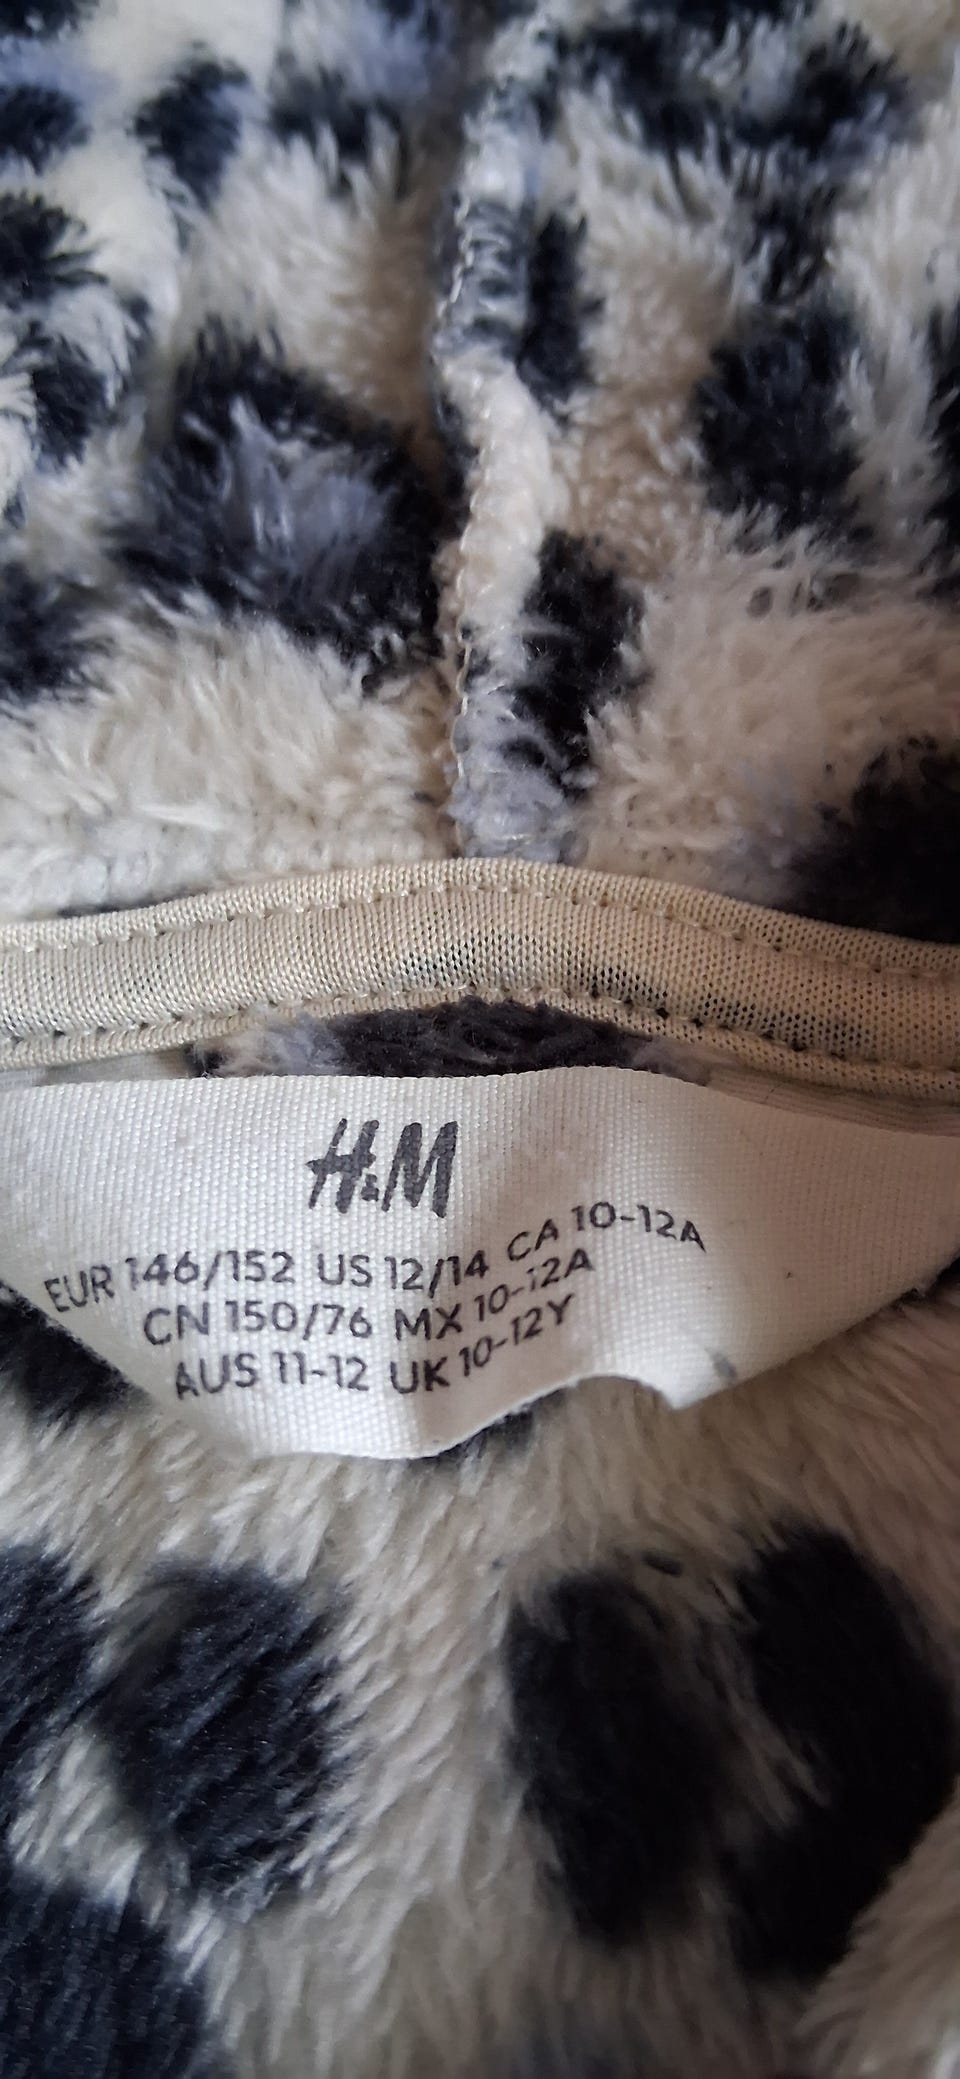 H&M
EUR 146/152 US 12/14 CA 10-12A
CN 150/76 MX 10-12A
AUS 11-12 UK 10-12Y